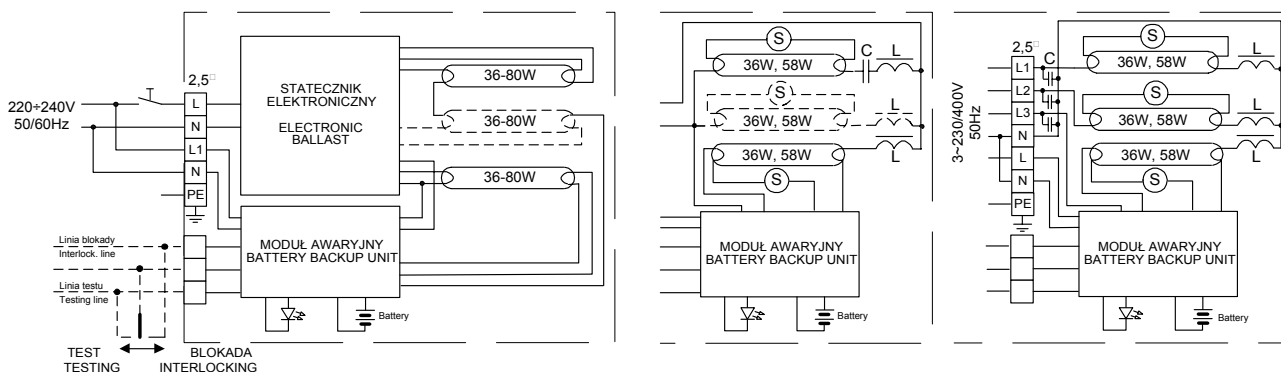 220÷240V
50/60Hz
2,5□
L
N
L1
N
PE
STATECZNIK
ELEKTRONICZNY
ELECTRONIC
BALLAST
36-80W
36-80W
36-80W
MODUŁ AWARYJNY
BATTERY BACKUP UNIT
Battery
Linia blokady
Interlock. line
Linia testu
Testing line
TEST
TESTING
BLOKADA
INTERLOCKING
S
36W, 58W
C
L
S
36W, 58W
L
36W, 58W
S
MODUŁ AWARYJNY
BATTERY BACKUP UNIT
Battery
3~230/400V
50Hz
2,5□
L1
L2
L3
N
L
N
PE
C
S
36W, 58W
L
S
36W, 58W
L
36W, 58W
L
S
MODUŁ AWARYJNY
BATTERY BACKUP UNIT
Battery